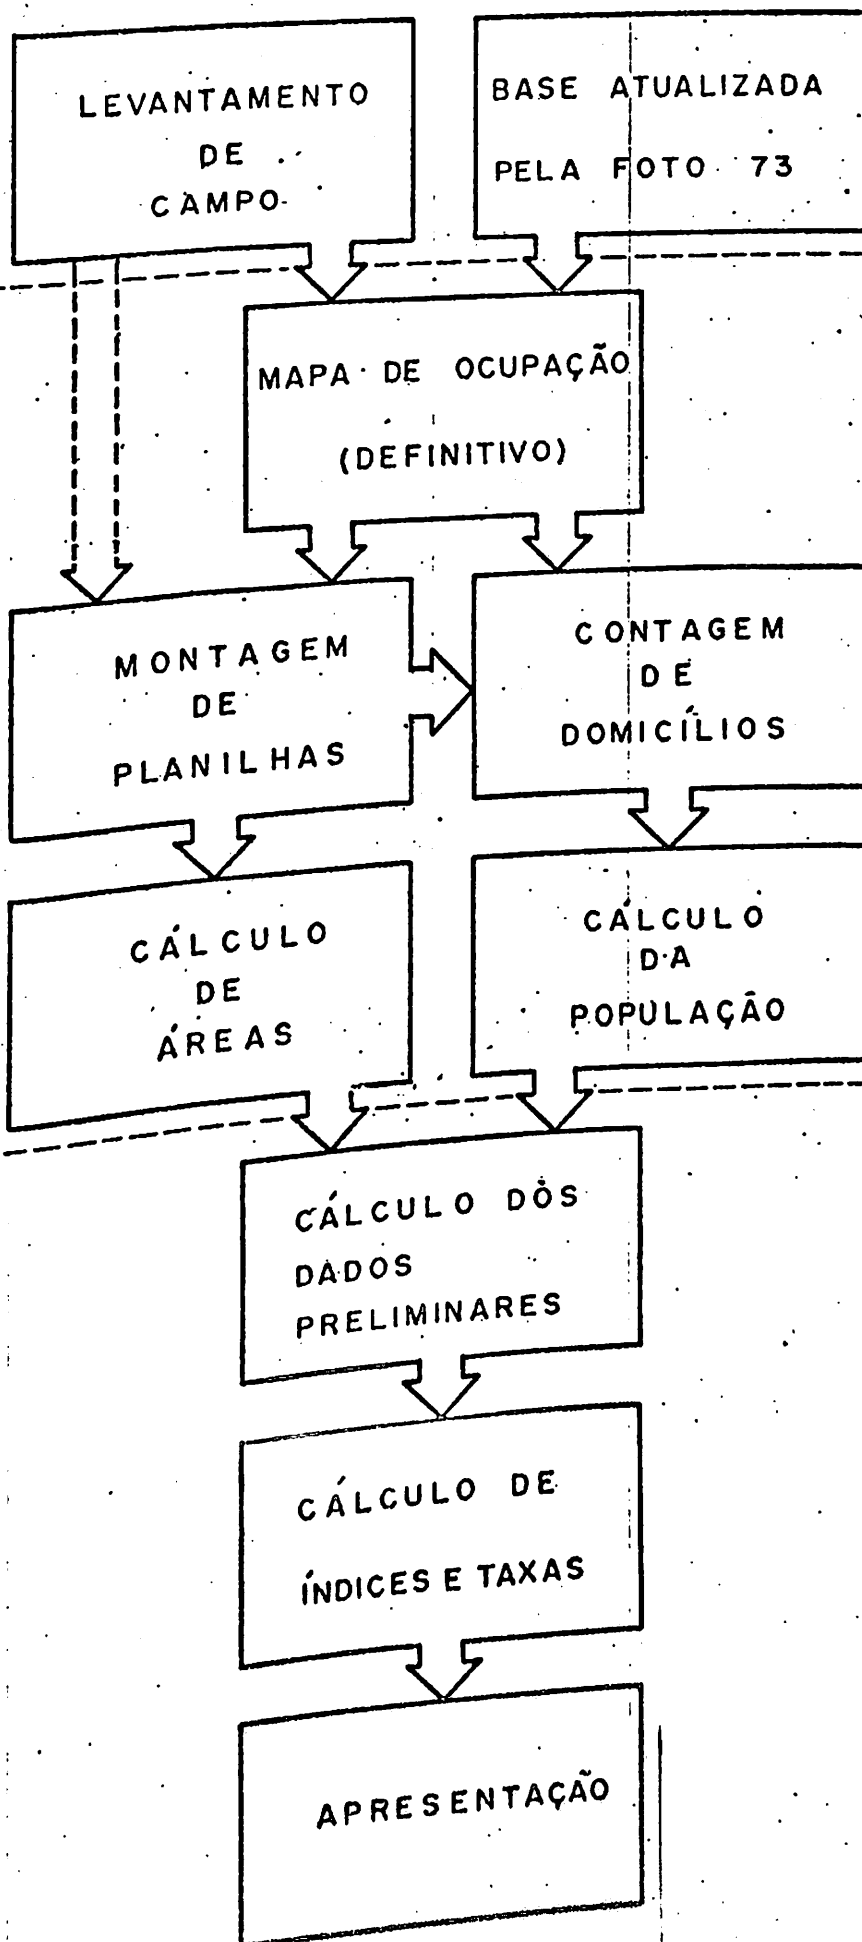 LEVANTAMENTO
DE
CAMPO
BASE ATUALIZADA
PELA FOTO 73
MAPA DE OCUPAÇÃO
(DEFINITIVO)
MONTAGEM
DE
PLANILHAS
CONTAGEM
DE
DOMICÍLIOS
CÁLCULO
DE
ÁREAS
CÁLCULO
DA
POPULAÇÃO
CÁLCULO DOS
DADOS
PRELIMINARES
CÁLCULO DE
ÍNDICES E TAXAS
APRESENTAÇÃO